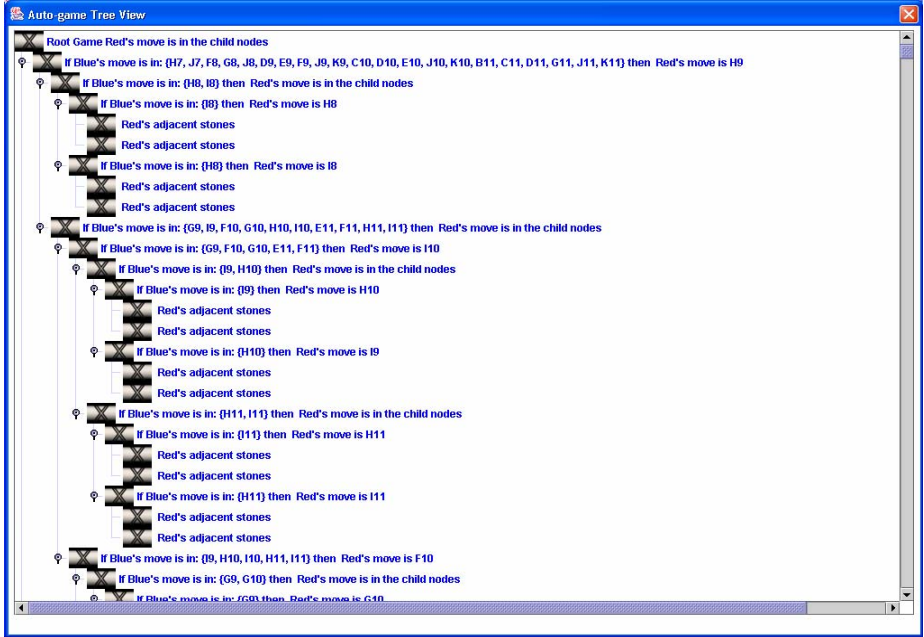 Auto-game Tree View
Root Game Red's move is in the child nodes
If Blue's move is in: {H7, J7, F8, G8, J8, D9, E9, F9, J9, K9, C10, D10, E10, J10, K10, B11, C11, D11, G11, J11, K11} then Red's move is H9
If Blue's move is in: {H8, I8} then Red's move is in the child nodes
If Blue's move is in: {I8} then Red's move is H8
Red's adjacent stones
Red's adjacent stones
If Blue's move is in: {H8} then Red's move is I8
Red's adjacent stones
Red's adjacent stones
If Blue's move is in: {G9, I9, F10, G10, H10, I10, E11, F11, H11, I11} then Red's move is in the child nodes
If Blue's move is in: {G9, F10, G10, E11, F11} then Red's move is I10
If Blue's move is in: {I9, H10} then Red's move is in the child nodes
If Blue's move is in: {I9} then Red's move is H10
Red's adjacent stones
Red's adjacent stones
If Blue's move is in: {H10} then Red's move is I9
Red's adjacent stones
Red's adjacent stones
If Blue's move is in: {H11, I11} then Red's move is in the child nodes
If Blue's move is in: {I11} then Red's move is H11
Red's adjacent stones
Red's adjacent stones
If Blue's move is in: {H11} then Red's move is I11
Red's adjacent stones
Red's adjacent stones
If Blue's move is in: {I9, H10, I10, H11, I11} then Red's move is F10
If Blue's move is in: {G9, G10} then Red's move is in the child nodes
If Blue's move is in: {G9} then Red's move is G10